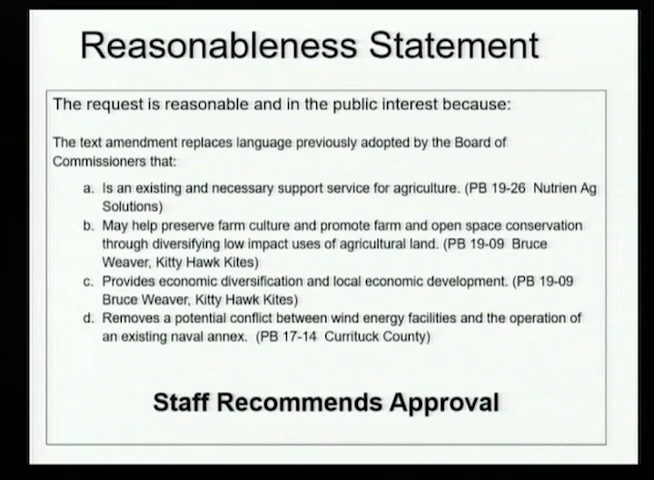 Reasonableness Statement
The request is reasonable and in the public interest because:
The text amendment replaces language previously adopted by the Board of
Commissioners that:
a. Is an existing and necessary support service for agriculture. (PB 19-26 Nutrien Ag
Solutions)
b. May help preserve farm culture and promote farm and open space conservation
through diversifying low impact uses of agricultural land. (PB 19-09 Bruce
Weaver, Kitty Hawk Kites)
c. Provides economic diversification and local economic development. (PB 19-09
Bruce Weaver, Kitty Hawk Kites)
d. Removes a potential conflict between wind energy facilities and the operation of
an existing naval annex. (PB 17-14 Currituck County)
Staff Recommends Approval